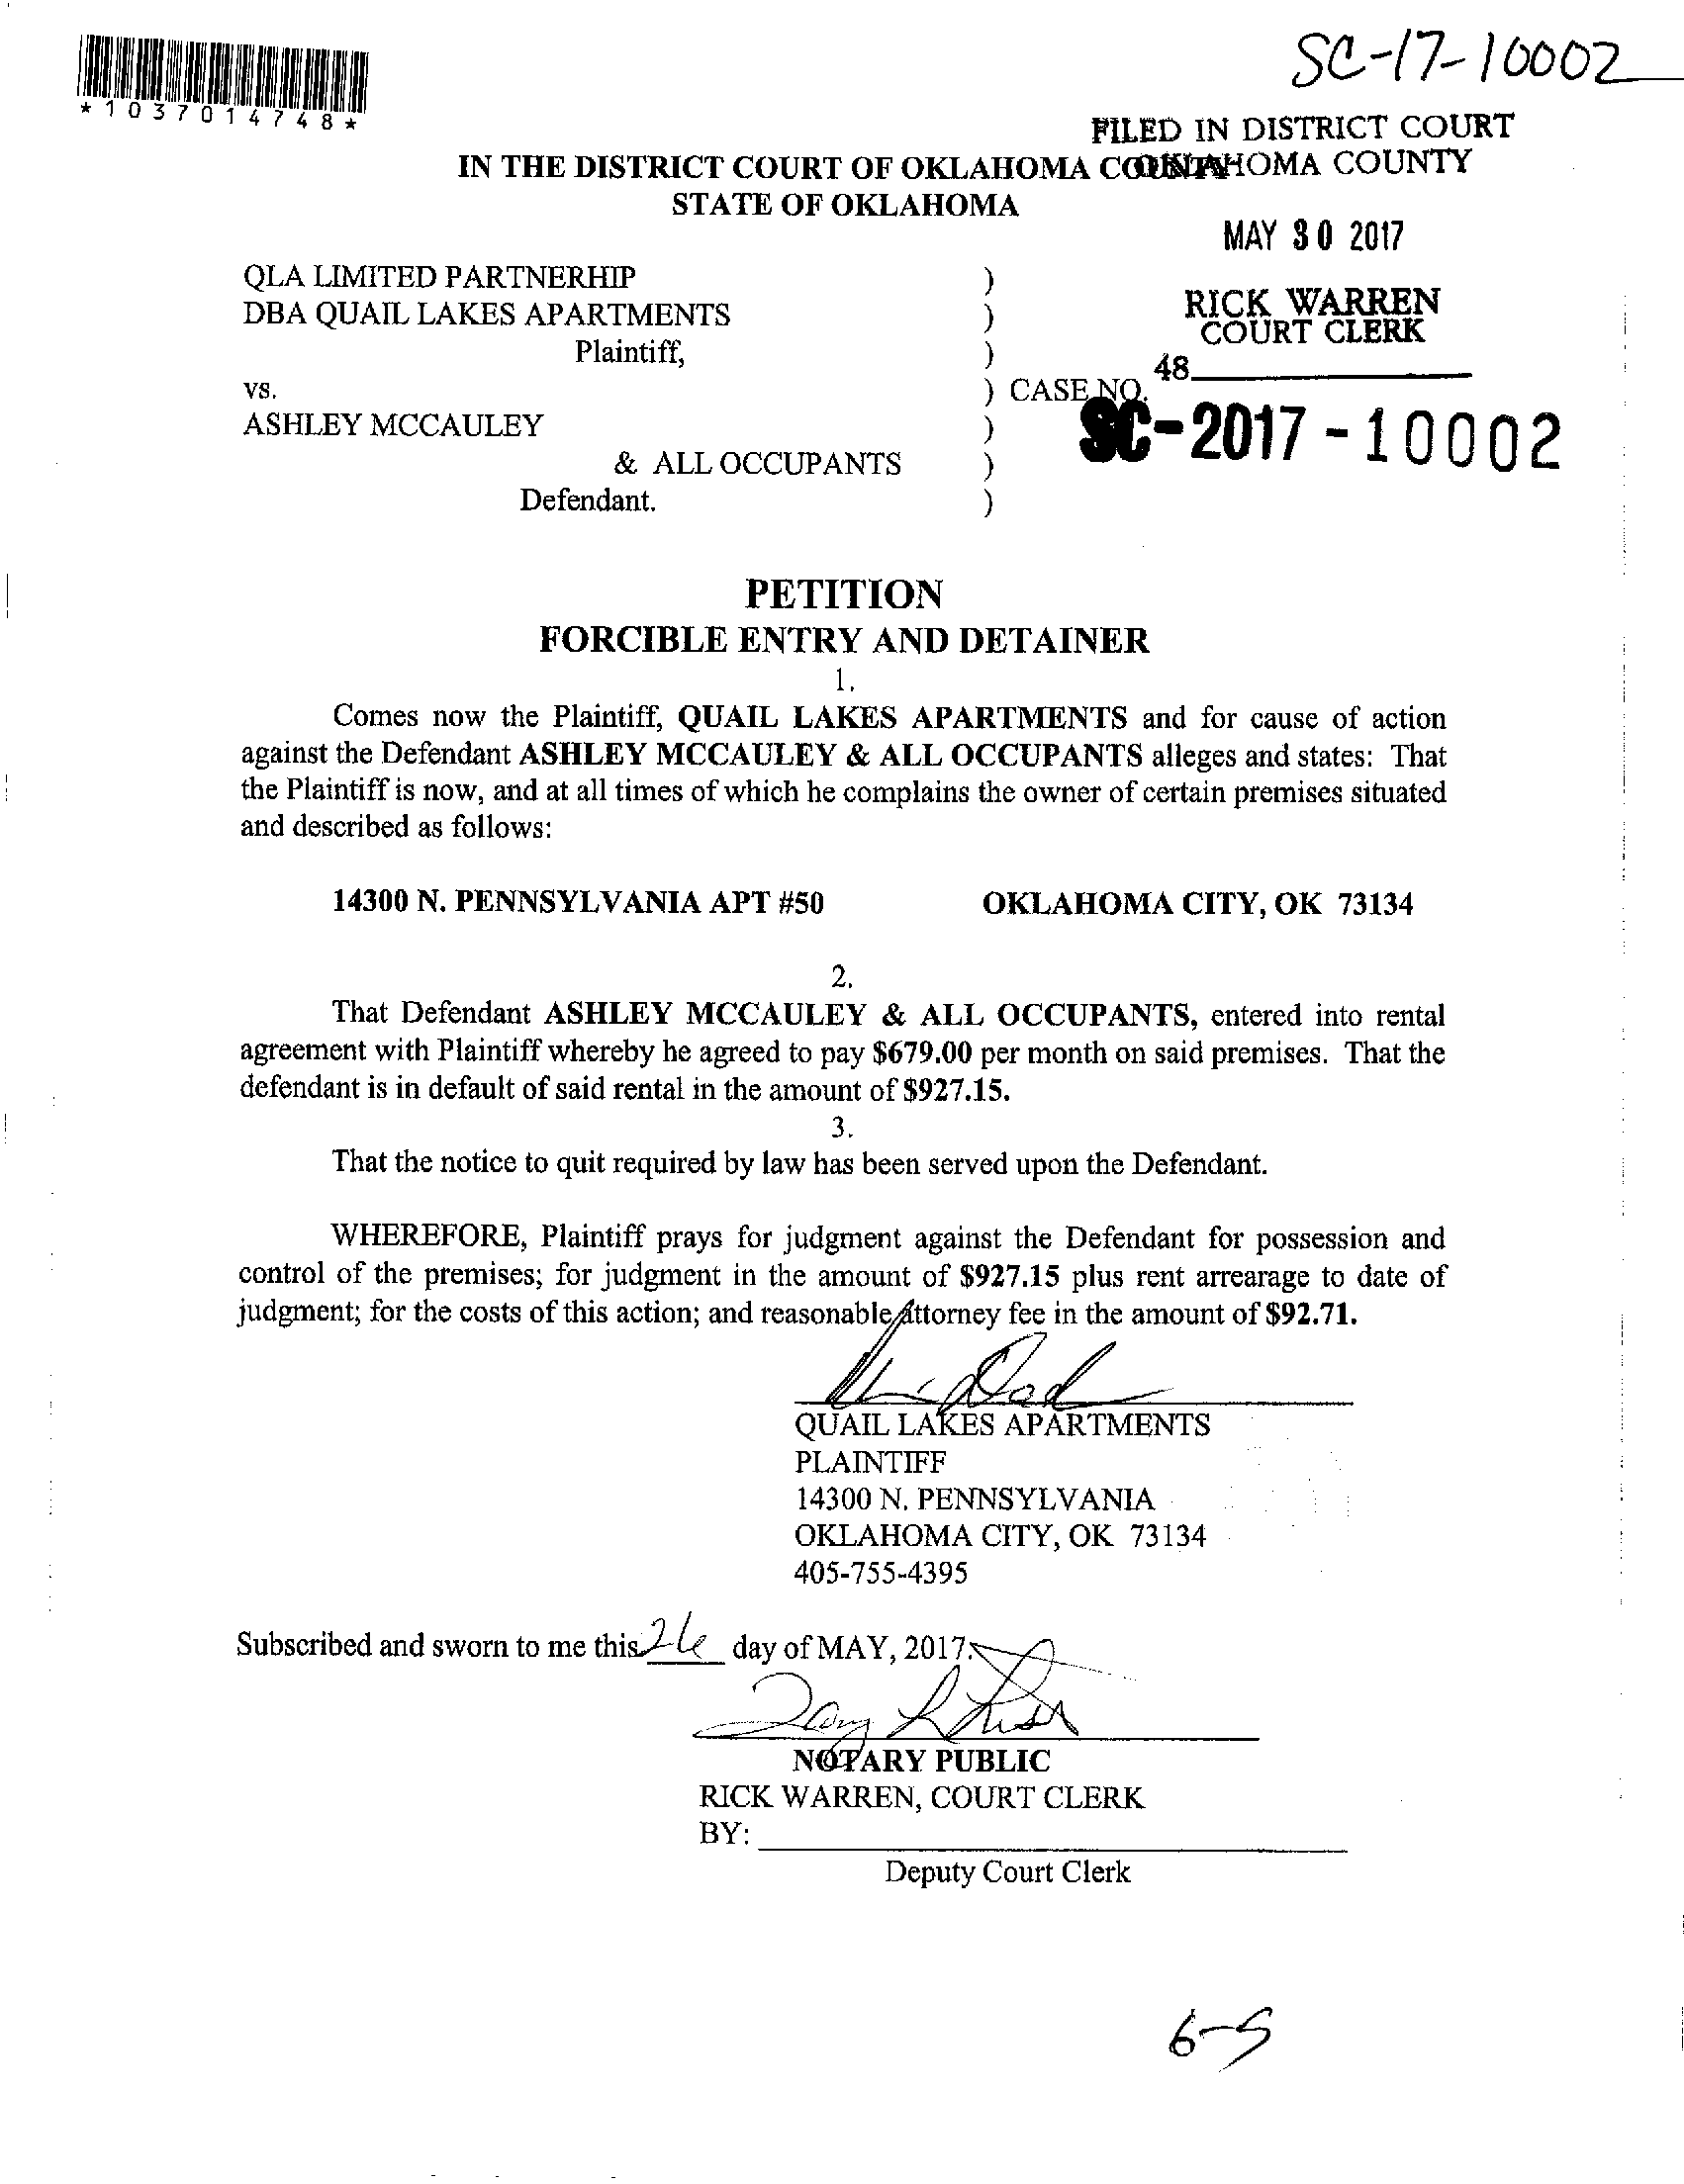 SC-17-10002
*1037014748*
FILED IN DISTRICT COURT
OKLAHOMA COUNTY
IN THE DISTRICT COURT OF OKLAHOMA COUNTY
STATE OF OKLAHOMA
MAY 30 2017
QLA LIMITED PARTNERHIP )
DBA QUAIL LAKES APARTMENTS )
RICK WARREN
COURT CLERK
Plaintiff, )
48
vs. ) CASE NO.
SC-2017-10002
ASHLEY MCCAULEY )
& ALL OCCUPANTS )
Defendant. )
PETITION
FORCIBLE ENTRY AND DETAINER
1.
Comes now the Plaintiff, QUAIL LAKES APARTMENTS and for cause of action
against the Defendant ASHLEY MCCAULEY & ALL OCCUPANTS alleges and states: That
the Plaintiff is now, and at all times of which he complains the owner of certain premises situated
and described as follows:
14300 N. PENNSYLVANIA APT #50 OKLAHOMA CITY, OK 73134
2.
That Defendant ASHLEY MCCAULEY & ALL OCCUPANTS, entered into rental
agreement with Plaintiff whereby he agreed to pay $679.00 per month on said premises. That the
defendant is in default of said rental in the amount of $927.15.
3.
That the notice to quit required by law has been served upon the Defendant.
WHEREFORE, Plaintiff prays for judgment against the Defendant for possession and
control of the premises; for judgment in the amount of $927.15 plus rent arrearage to date of
judgment; for the costs of this action; and reasonable Attorney fee in the amount of $92.71.
QUAIL LAKES APARTMENTS
PLAINTIFF
14300 N. PENNSYLVANIA
OKLAHOMA CITY, OK 73134
405-755-4395
Subscribed and sworn to me this 26 day of MAY, 2017.
NOTARY PUBLIC
RICK WARREN, COURT CLERK
BY:
Deputy Court Clerk
6-5